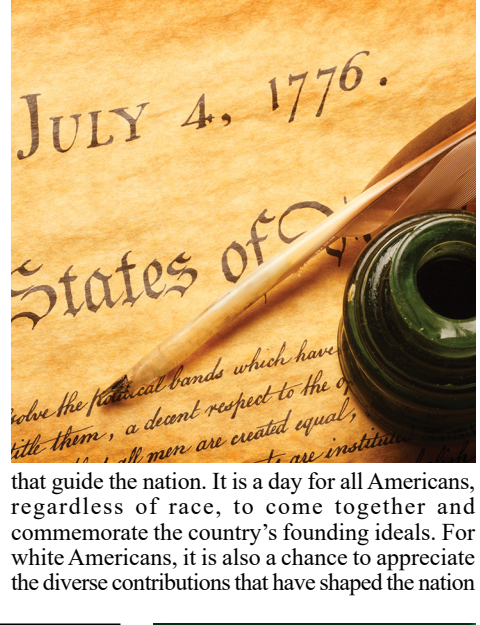 JULY 4, 1776.
States of
solve the political bands which have
title them, a decent respect to the
all men are created equal,
are institut
that guide the nation. It is a day for all Americans,
regardless of race, to come together and
commemorate the country’s founding ideals. For
white Americans, it is also a chance to appreciate
the diverse contributions that have shaped the nation